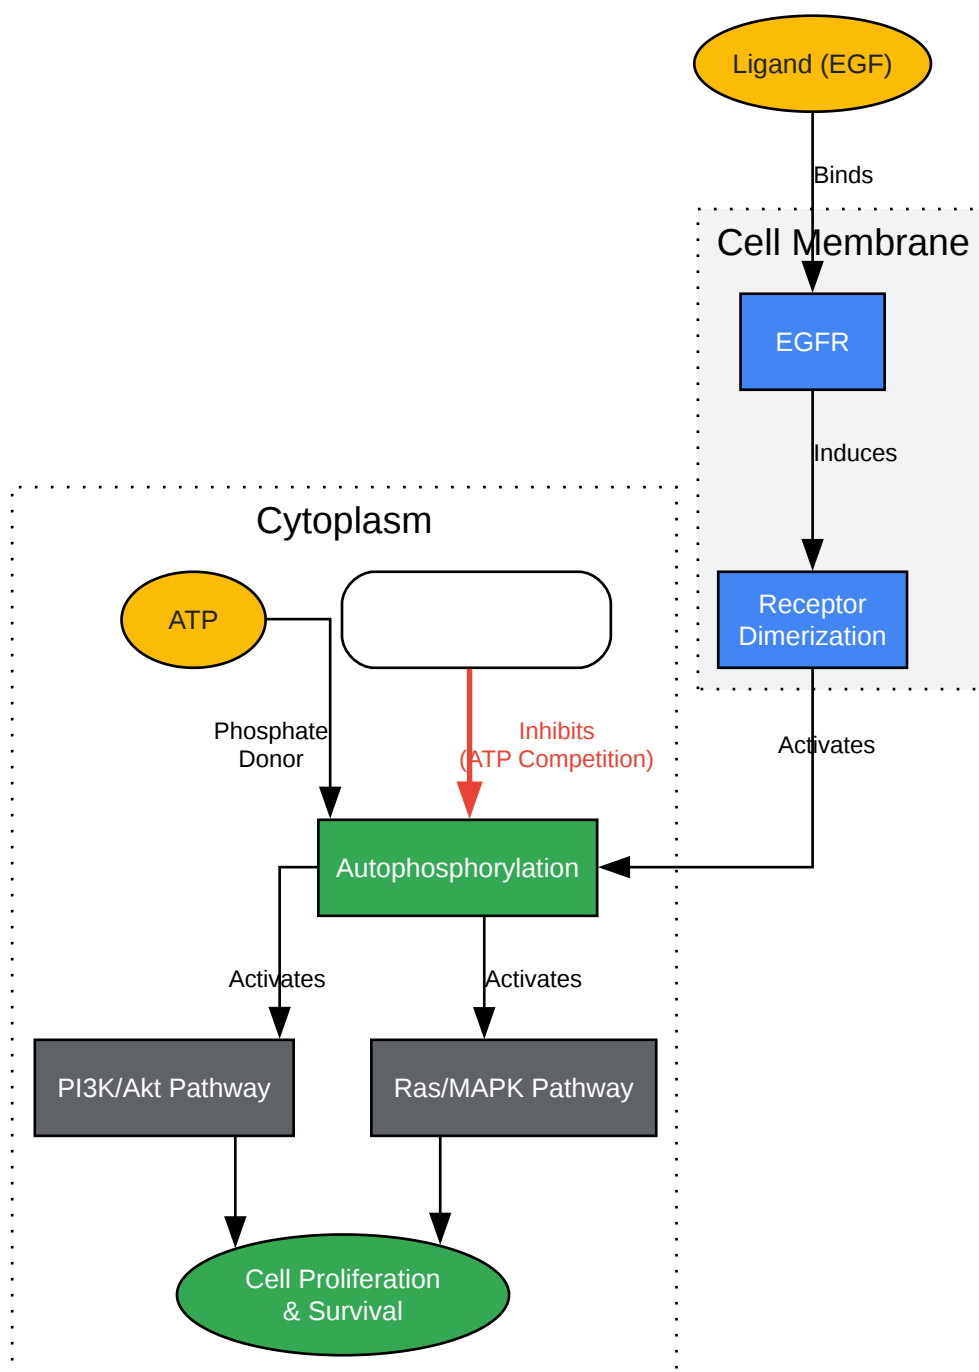 Ligand (EGF)
Binds
Cell Membrane
EGFR
Induces
Cytoplasm
ATP
Receptor
Dimerization
Phosphate
Donor
Inhibits
(ATP Competition)
Activates
Autophosphorylation
Activates
Activates
PI3K/Akt Pathway
Ras/MAPK Pathway
Cell Proliferation
& Survival